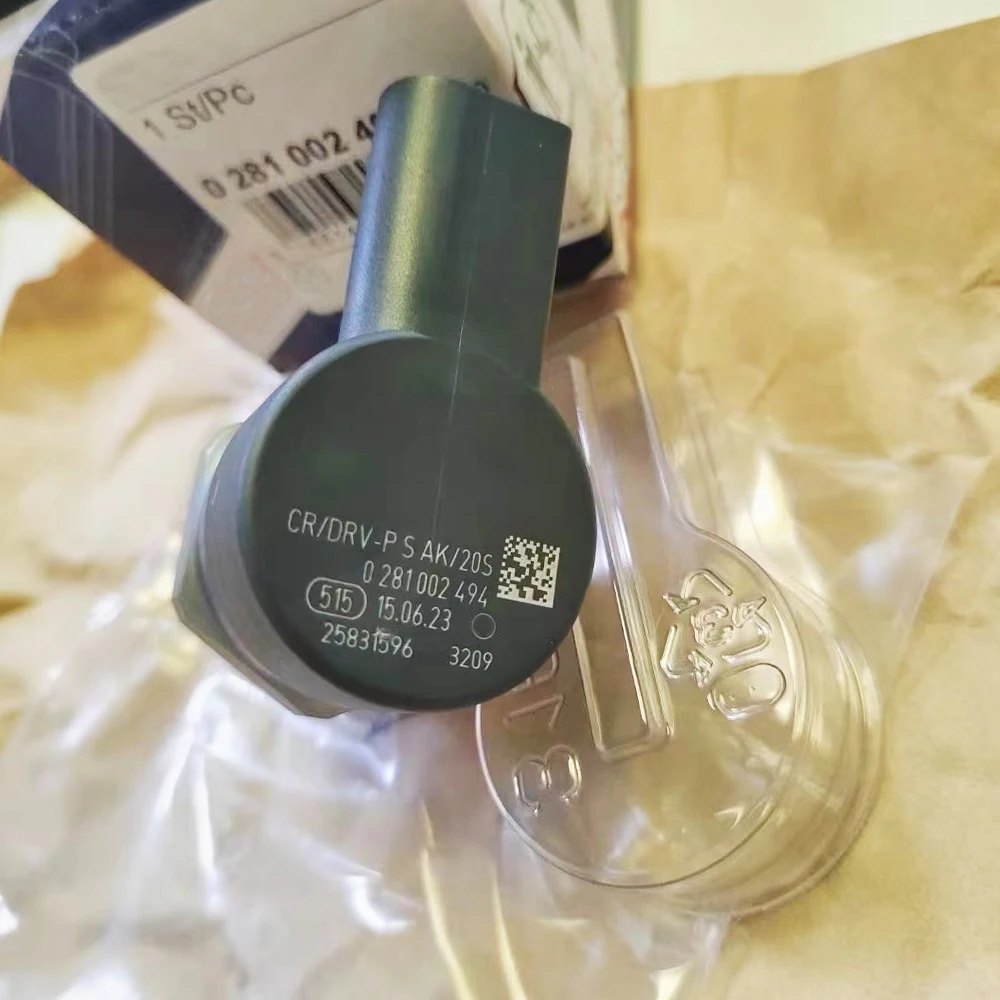 1 St/Pc
0 281 002 4
CR/DRV-P S AK/20S
0 281 002 494
515 15.06.23
25831596 3209